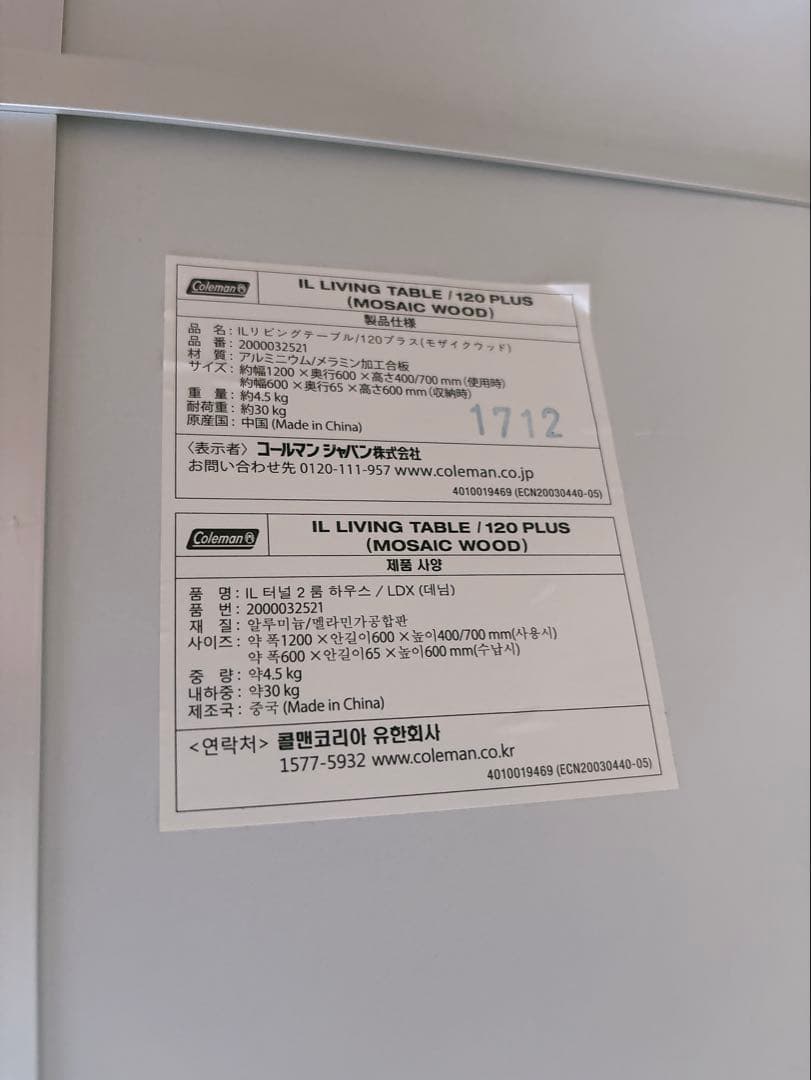 Coleman
IL LIVING TABLE / 120 PLUS
(MOSAIC WOOD)
製品仕様
品 名 : ILリビングテーブル/120プラス(モザイクウッド)
品 番 : 2000032521
材 質 : アルミニウム/メラミン加工合板
サイズ : 約幅1200×奥行600×高さ400/700 mm(使用時)
約幅600×奥行65×高さ600 mm(収納時)
重 量 : 約4.5 kg
耐荷重 : 約30 kg
原産国 : 中国 (Made in China)
1712
〈表示者〉コールマン ジャパン株式会社
お問い合わせ先 0120-111-957 www.coleman.co.jp
4010019469 (ECN20030440-05)
Coleman
IL LIVING TABLE / 120 PLUS
(MOSAIC WOOD)
제품 사양
품 명 : IL 터널 2 룸 하우스 / LDX (데님)
품 번 : 2000032521
재 질 : 알루미늄/멜라민가공합판
사이즈 : 약 폭1200×안길이600×높이400/700 mm(사용시)
약 폭600×안길이65×높이600 mm(수납시)
중 량 : 약4.5 kg
내하중 : 약30 kg
제조국 : 중국 (Made in China)
<연락처> 콜맨코리아 유한회사
1577-5932 www.coleman.co.kr
4010019469 (ECN20030440-05)